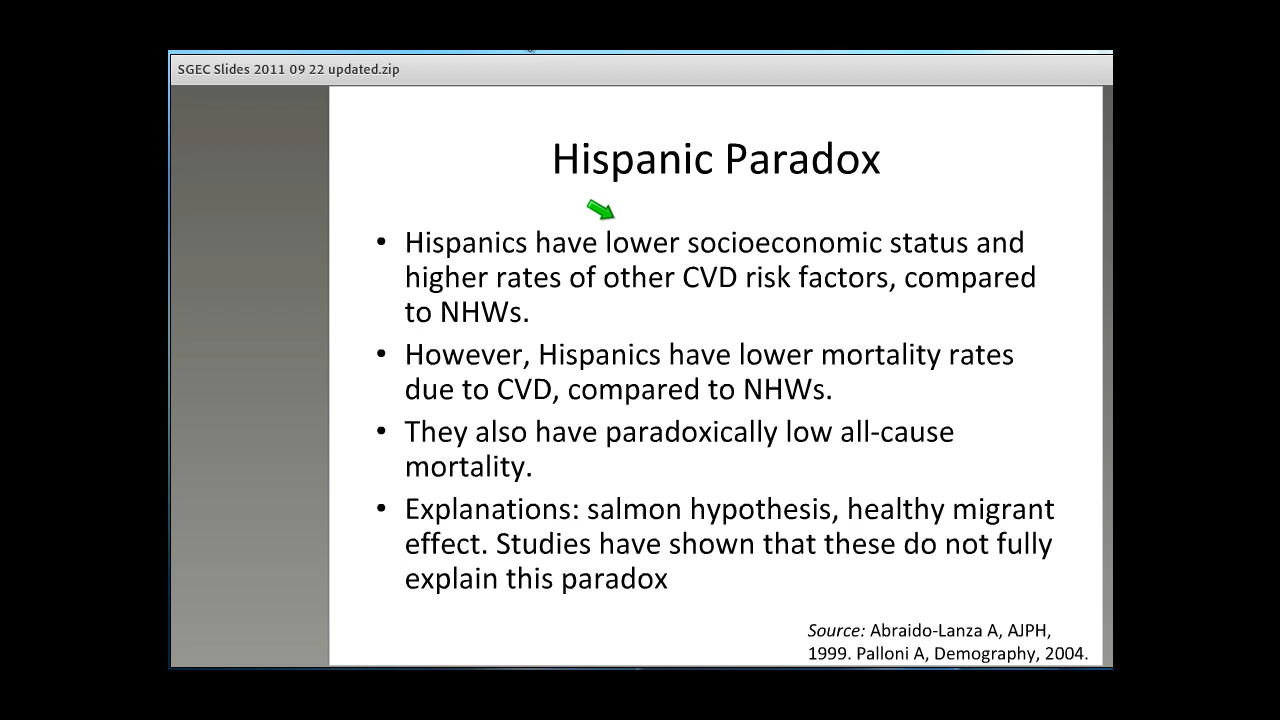 SGEC Slides 2011 09 22 updated.zip
Hispanic Paradox
• Hispanics have lower socioeconomic status and
higher rates of other CVD risk factors, compared
to NHWs.
• However, Hispanics have lower mortality rates
due to CVD, compared to NHWs.
• They also have paradoxically low all-cause
mortality.
• Explanations: salmon hypothesis, healthy migrant
effect. Studies have shown that these do not fully
explain this paradox
Source: Abraido-Lanza A, AJPH,
1999. Palloni A, Demography, 2004.